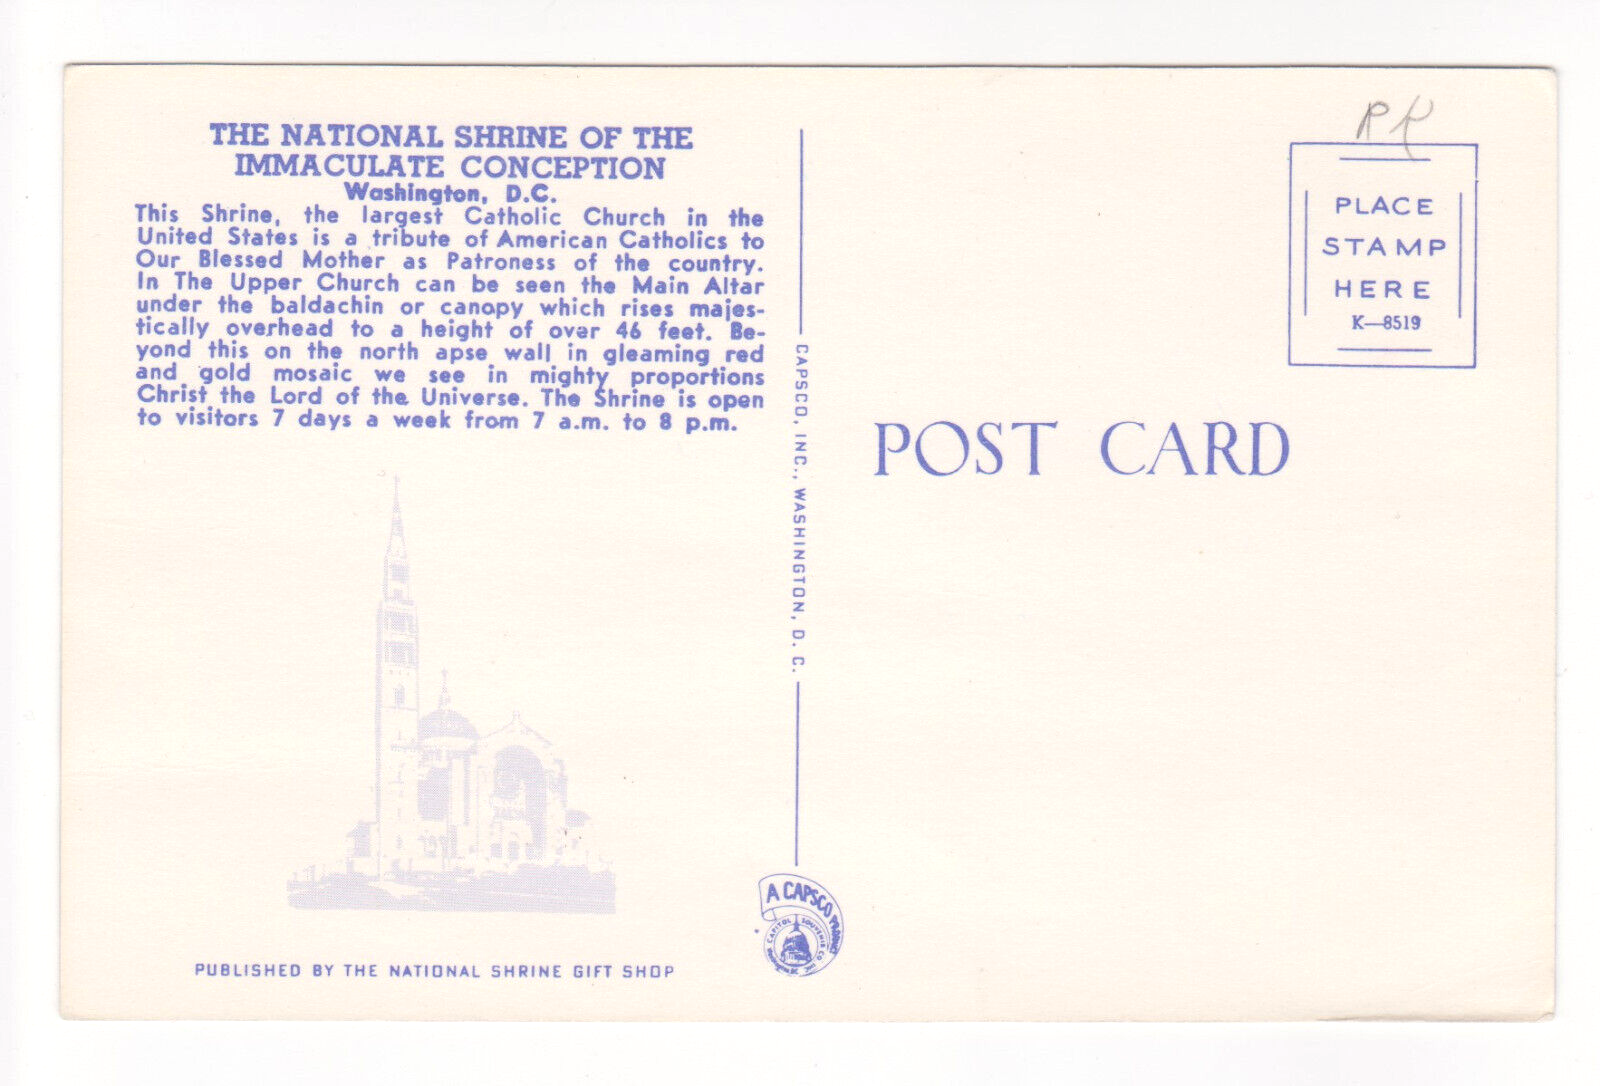 THE NATIONAL SHRINE OF THE
IMMACULATE CONCEPTION
Washington, D.C.
This Shrine, the largest Catholic Church in the
United States is a tribute of American Catholics to
Our Blessed Mother as Patroness of the country.
In The Upper Church can be seen the Main Altar
under the baldachin or canopy which rises majes-
tically overhead to a height of over 46 feet. Be-
yond this on the north apse wall in gleaming red
and gold mosaic we see in mighty proportions
Christ the Lord of the Universe. The Shrine is open
to visitors 7 days a week from 7 a.m. to 8 p.m.
PUBLISHED BY THE NATIONAL SHRINE GIFT SHOP
CAPSCO, INC., WASHINGTON, D. C.
A CAPSCO PRODUCT
CAPITOL SOUVENIR CO
Washington, DC
POST CARD
PLACE
STAMP
HERE
K—8519